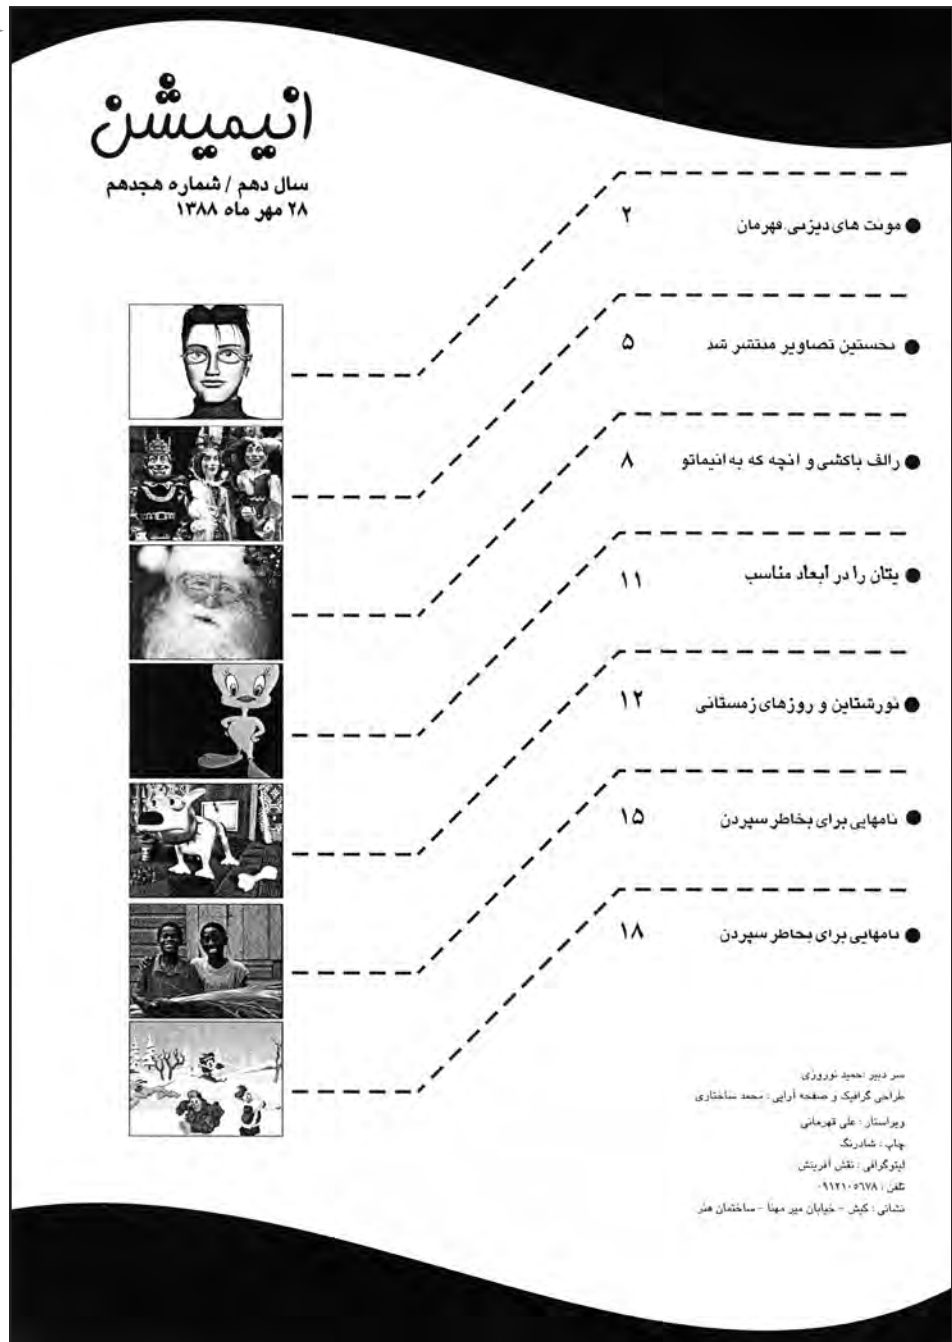 انیمیشن
سال دهم / شماره هجدهم
۲۸ مهر ماه ۱۳۸۸
مونت های دیزنی قهرمان ۲
نخستین تصاویر منتشر شد ۵
رالف باکشی و آنچه که به انیماتو ۸
پتان را در ابعاد مناسب ۱۱
نورشتاین و روزهای زمستانی ۱۲
نامهایی برای بخاطر سپردن ۱۵
نامهایی برای بخاطر سپردن ۱۸
سر دبیر : حمید نوروزی
طراحی گرافیک و صفحه آرایی : محمد ساختاری
ویراستار : علی قهرمانی
چاپ : شادرنگ
لیتوگرافی : نقش آفرینش
تلفن : ۰۹۱۲۱۰۵۶۷۸
نشانی : کیش - خیابان میر مهنا - ساختمان هنر